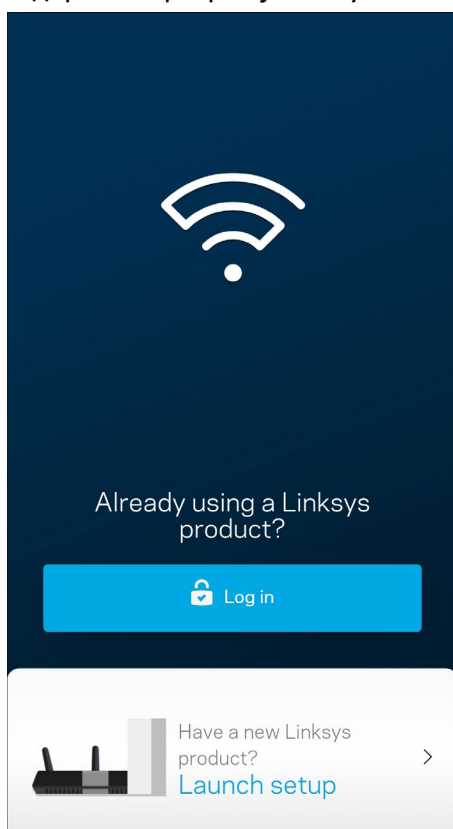 Already using a Linksys
product?
Log in
Have a new Linksys
product?
Launch setup